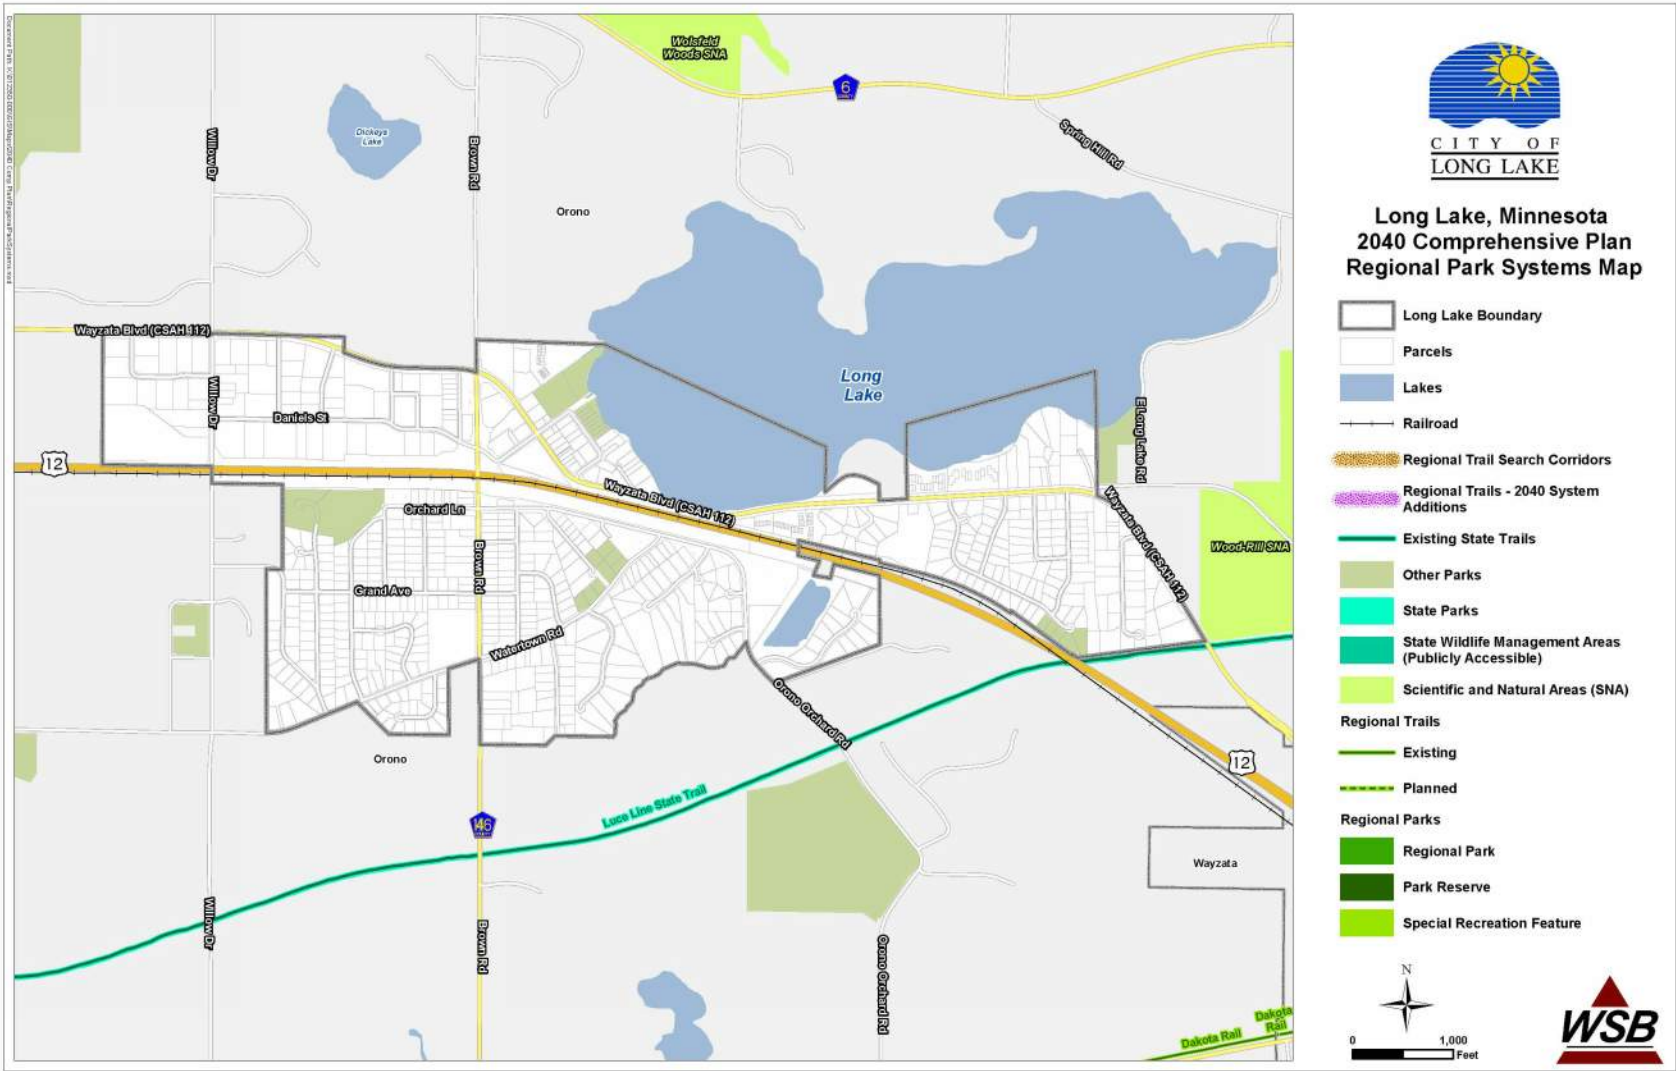 Wolsfeld
Woods SNA
6
COUNTY
Spring Hill Rd
Dickeys
Lake
Willow Dr
Brown Rd
Orono
Wayzata Blvd (CSAH 112)
Long
Lake
Willow Dr
Daniels St
E Long Lake Rd
12
Wayzata Blvd (CSAH 112)
Orchard Ln
Wayzata Blvd (CSAH 112)
Wood-Rill SNA
Brown Rd
Grand Ave
Watertown Rd
Orono Orchard Rd
Orono
12
Luce Line State Trail
146
Wayzata
Willow Dr
Brown Rd
Orono Orchard Rd
Dakota Rail
Dakota
Rail
CITY OF
LONG LAKE
Long Lake, Minnesota
2040 Comprehensive Plan
Regional Park Systems Map
Long Lake Boundary
Parcels
Lakes
Railroad
Regional Trail Search Corridors
Regional Trails - 2040 System
Additions
Existing State Trails
Other Parks
State Parks
State Wildlife Management Areas
(Publicly Accessible)
Scientific and Natural Areas (SNA)
Regional Trails
Existing
Planned
Regional Parks
Regional Park
Park Reserve
Special Recreation Feature
N
0 1,000
Feet
WSB